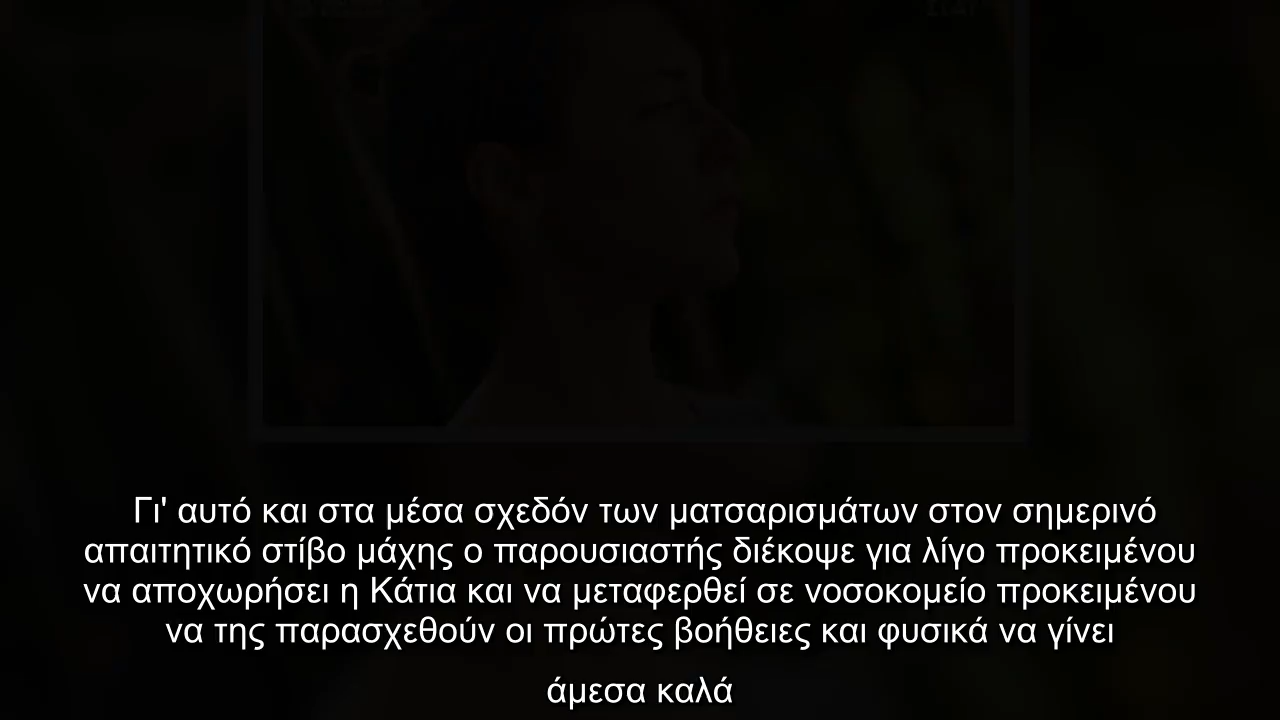 Γι' αυτό και στα μέσα σχεδόν των ματσαρισμάτων στον σημερινό
απαιτητικό στίβο μάχης ο παρουσιαστής διέκοψε για λίγο προκειμένου
να αποχωρήσει η Κάτια και να μεταφερθεί σε νοσοκομείο προκειμένου
να της παρασχεθούν οι πρώτες βοήθειες και φυσικά να γίνει
άμεσα καλά